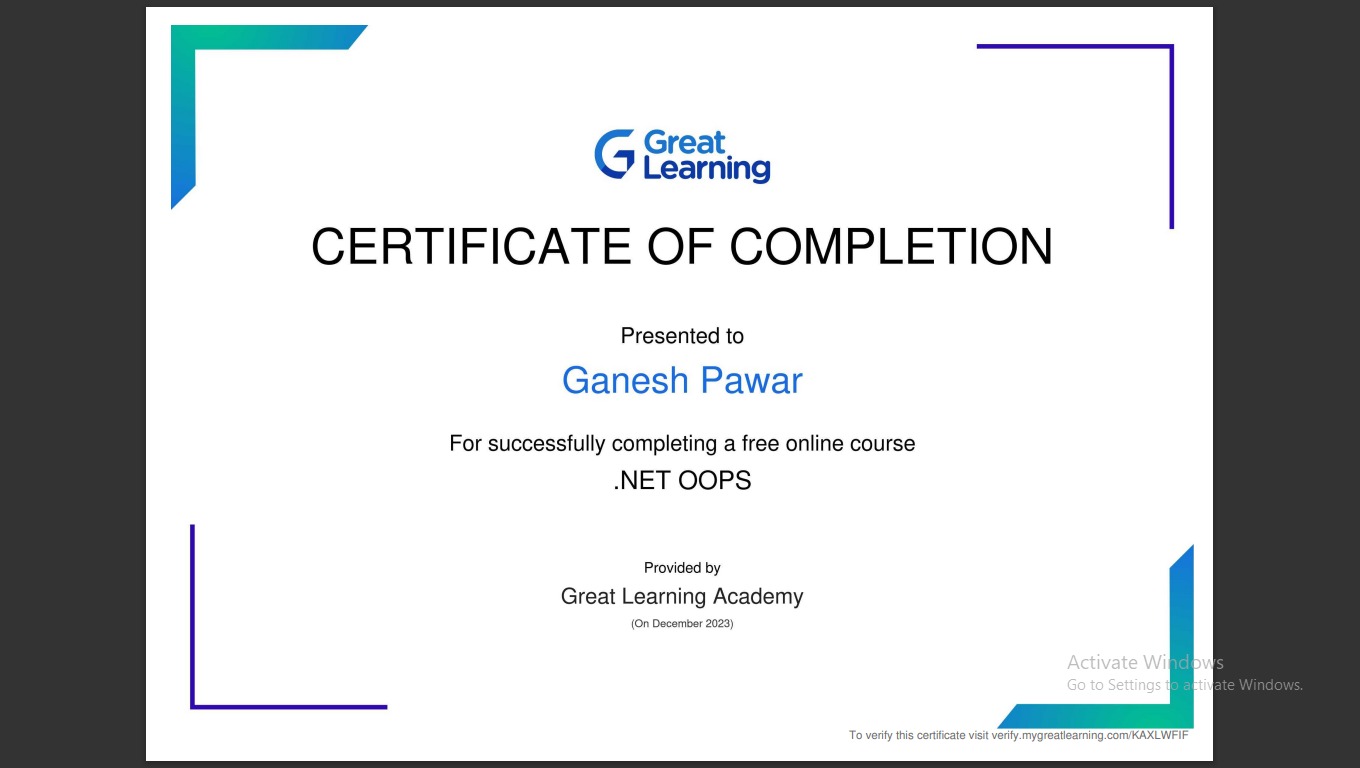 Great
Learning
CERTIFICATE OF COMPLETION
Presented to
Ganesh Pawar
For successfully completing a free online course
.NET OOPS
Provided by
Great Learning Academy
(On December 2023)
Activate Windows
Go to Settings to activate Windows.
To verify this certificate visit verify.mygreatlearning.com/KAXLWFIF